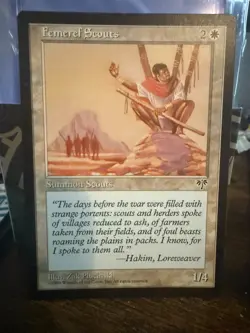 Femeref Scouts 2
Summon Scouts
"The days before the war were filled with
strange portents: scouts and herders spoke
of villages reduced to ash, of farmers
taken from their fields, and of foul beasts
roaming the plains in packs. I know, for
I spoke to them all."
—Hakim, Loreweaver
Illus.
1/4